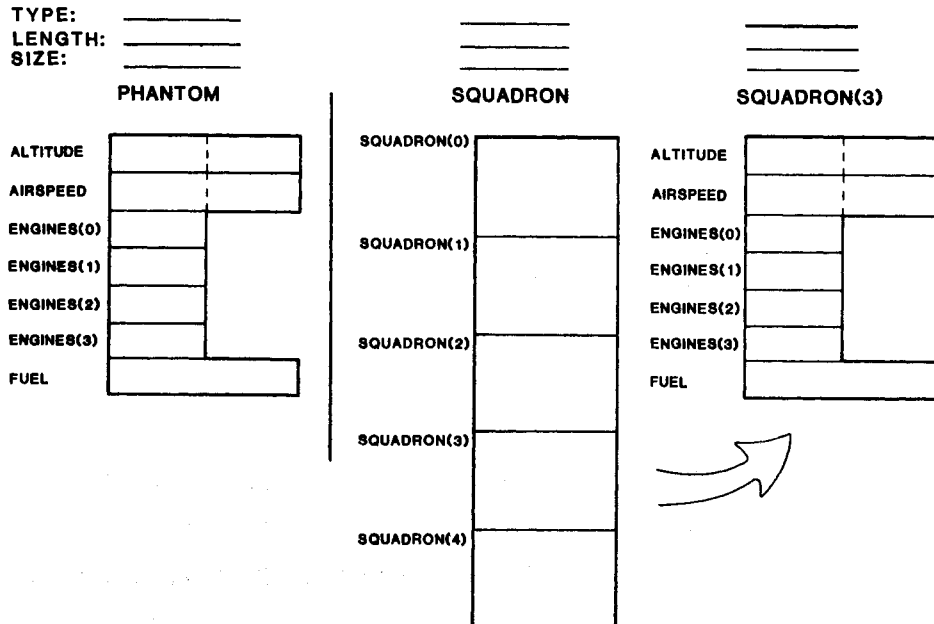 TYPE:
LENGTH:
SIZE:
PHANTOM
ALTITUDE
AIRSPEED
ENGINES(0)
ENGINES(1)
ENGINES(2)
ENGINES(3)
FUEL
SQUADRON
SQUADRON(0)
SQUADRON(1)
SQUADRON(2)
SQUADRON(3)
SQUADRON(4)
SQUADRON(3)
ALTITUDE
AIRSPEED
ENGINES(0)
ENGINES(1)
ENGINES(2)
ENGINES(3)
FUEL